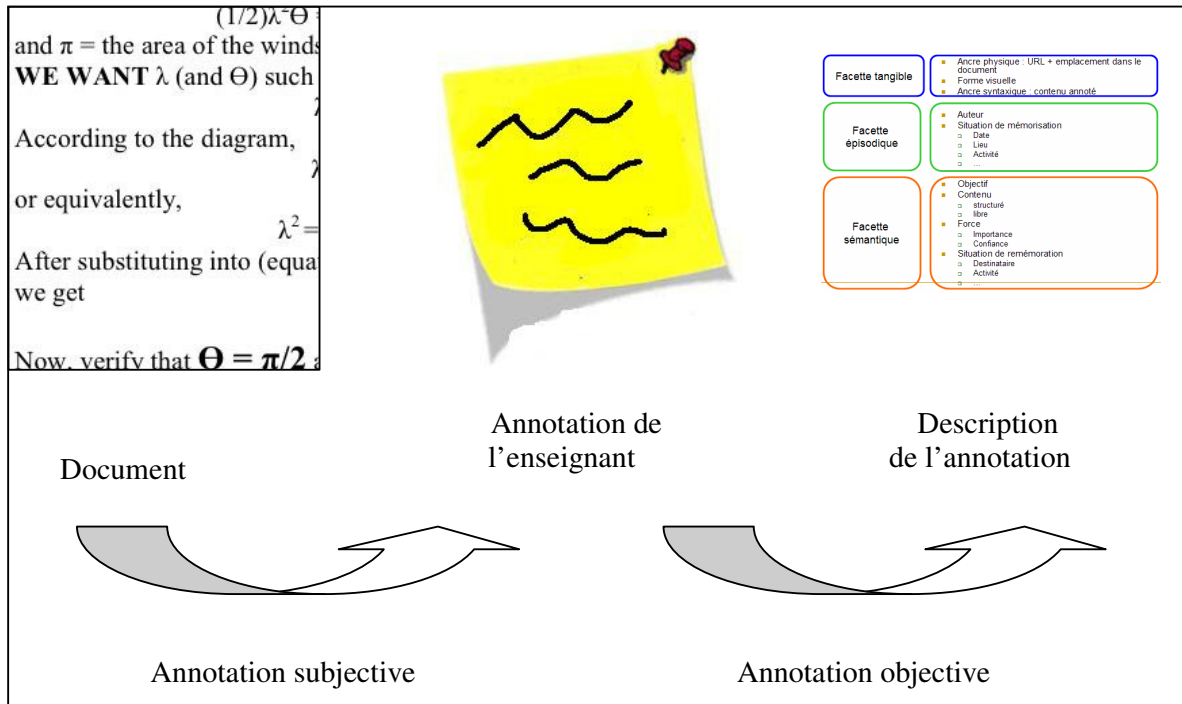 (1/2)λ²Θ =
and π = the area of the winds
WE WANT λ (and Θ) such
λ
According to the diagram,
λ
or equivalently,
λ² =
After substituting into (equa
we get
Now, verify that Θ = π/2 a
Facette tangible
Ancre physique : URL + emplacement dans le
document
Forme visuelle
Ancre syntaxique : contenu annoté
Facette
épisodique
Auteur
Situation de mémorisation
Date
Lieu
Activité
...
Facette
sémantique
Objectif
Contenu
structuré
libre
Force
Importance
Confiance
Situation de remémoration
Destinataire
Activité
...
Document
Annotation de
l’enseignant
Description
de l’annotation
Annotation subjective
Annotation objective